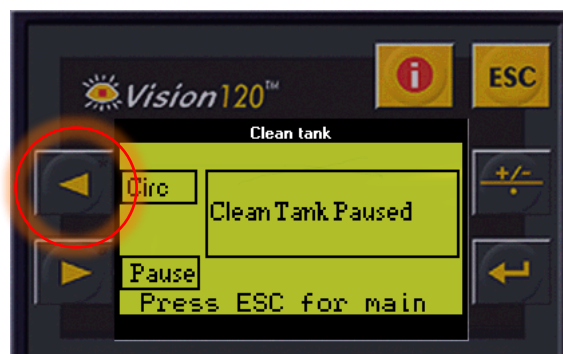 i
ESC
Vision120™
Clean tank
+/-
Circ
Clean Tank Paused
Pause
Press ESC for main